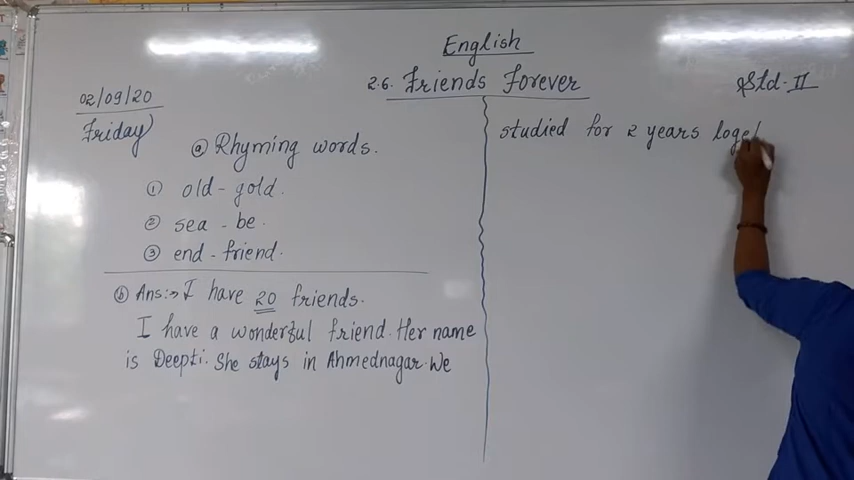 English
2.6. Friends Forever
Std-II
02/09/20
Friday
ⓐ Rhyming words.
① old - gold.
② sea - be.
③ end - friend.
ⓑ Ans:→ I have 20 friends.
I have a wonderful friend. Her name
is Deepti. She stays in Ahmednagar. We
studied for 2 years toget